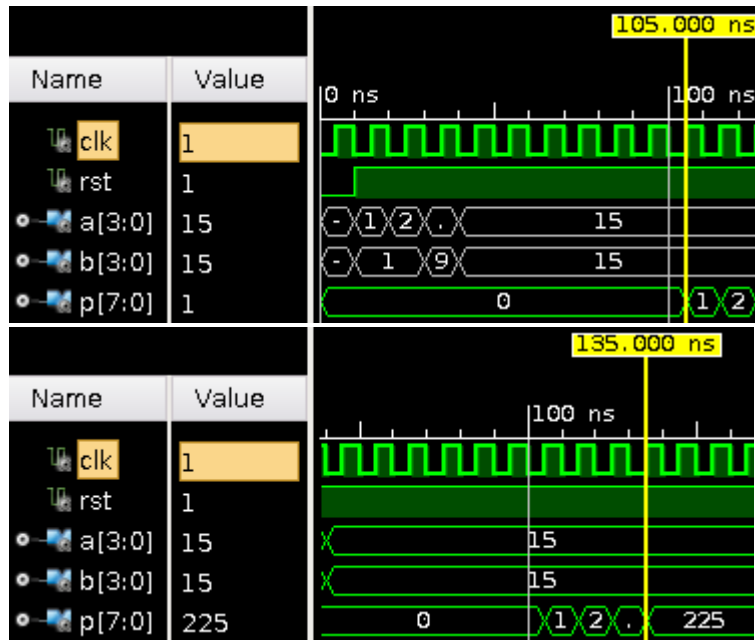 105.000 ns
Name Value
0 ns 100 ns
clk 1
rst 1
a[3:0] 15 - 1 2 . 15
b[3:0] 15 - 1 9 15
p[7:0] 1 0 1 2
135.000 ns
Name Value
100 ns
clk 1
rst 1
a[3:0] 15 15
b[3:0] 15 15
p[7:0] 225 0 1 2 . 225